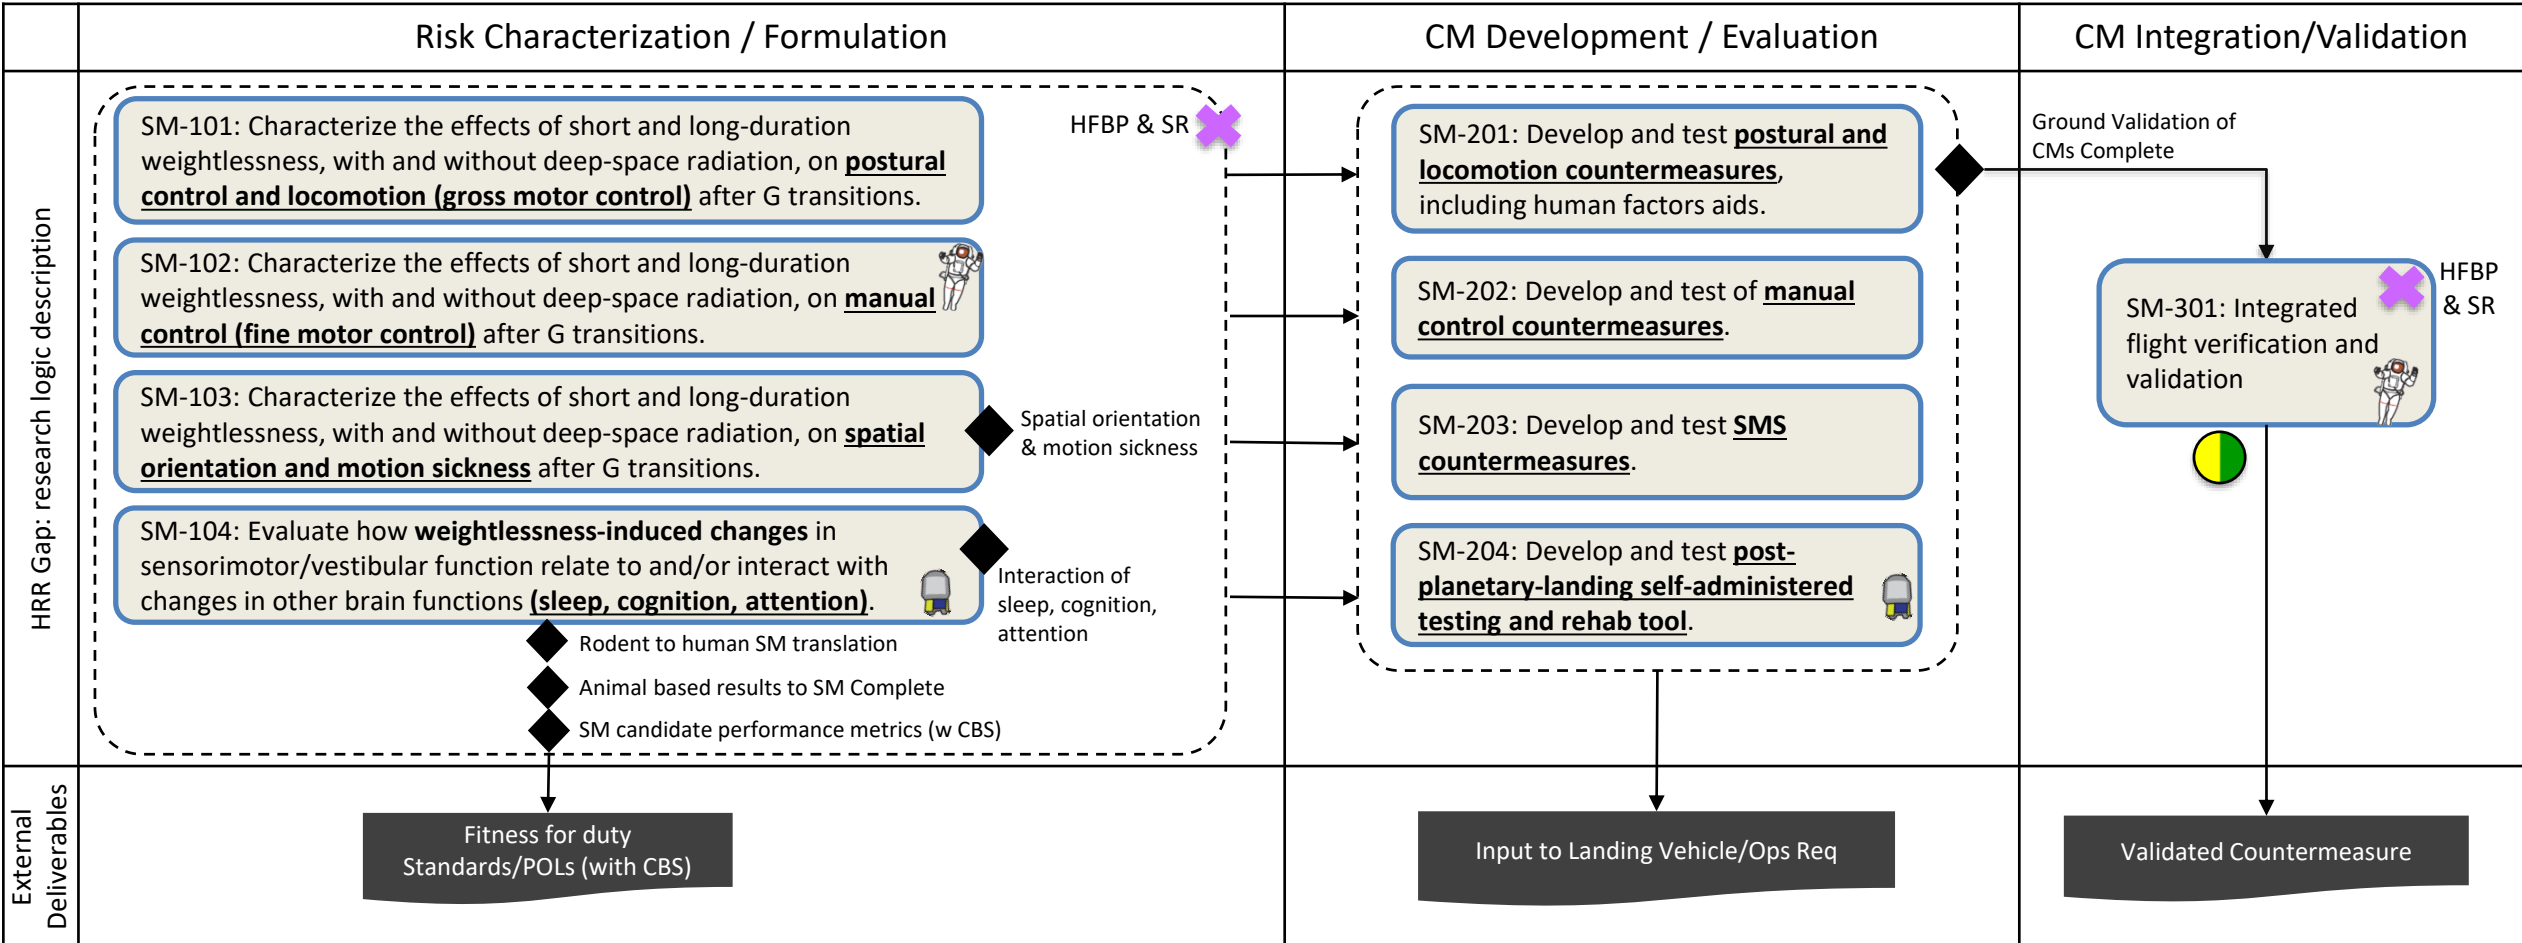 Risk Characterization / Formulation
CM Development / Evaluation
CM Integration/Validation
HRR Gap: research logic description
SM-101: Characterize the effects of short and long-duration
weightlessness, with and without deep-space radiation, on postural
control and locomotion (gross motor control) after G transitions.
HFBP & SR
SM-102: Characterize the effects of short and long-duration
weightlessness, with and without deep-space radiation, on manual
control (fine motor control) after G transitions.
SM-103: Characterize the effects of short and long-duration
weightlessness, with and without deep-space radiation, on spatial
orientation and motion sickness after G transitions.
Spatial orientation
& motion sickness
SM-104: Evaluate how weightlessness-induced changes in
sensorimotor/vestibular function relate to and/or interact with
changes in other brain functions (sleep, cognition, attention).
Interaction of
sleep, cognition,
attention
Rodent to human SM translation
Animal based results to SM Complete
SM candidate performance metrics (w CBS)
SM-201: Develop and test postural and
locomotion countermeasures,
including human factors aids.
SM-202: Develop and test of manual
control countermeasures.
SM-203: Develop and test SMS
countermeasures.
SM-204: Develop and test post-
planetary-landing self-administered
testing and rehab tool.
Ground Validation of
CMs Complete
SM-301: Integrated
flight verification and
validation
HFBP
& SR
External
Deliverables
Fitness for duty
Standards/POLs (with CBS)
Input to Landing Vehicle/Ops Req
Validated Countermeasure